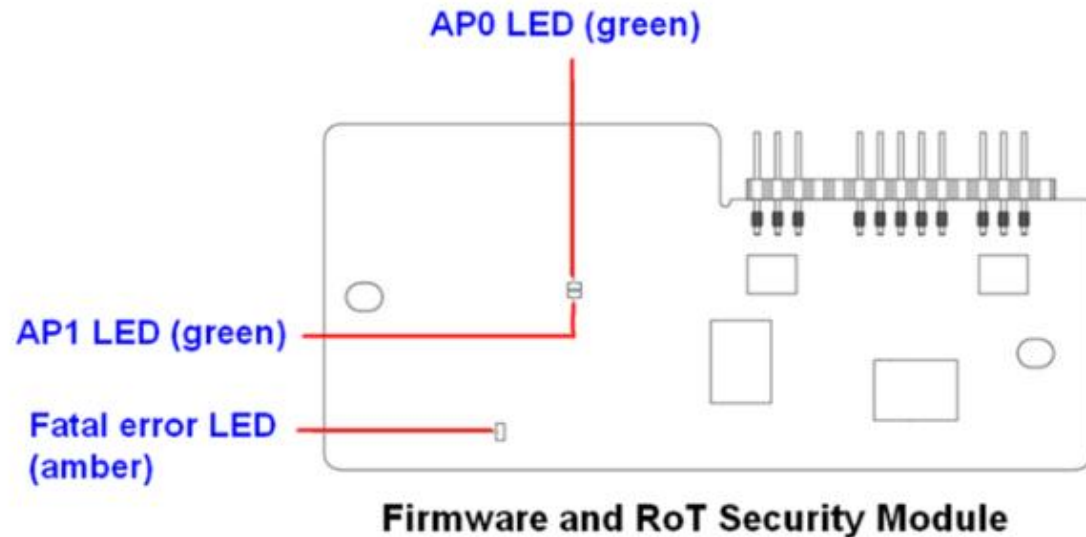 AP0 LED (green)
AP1 LED (green)
Fatal error LED
(amber)
Firmware and RoT Security Module